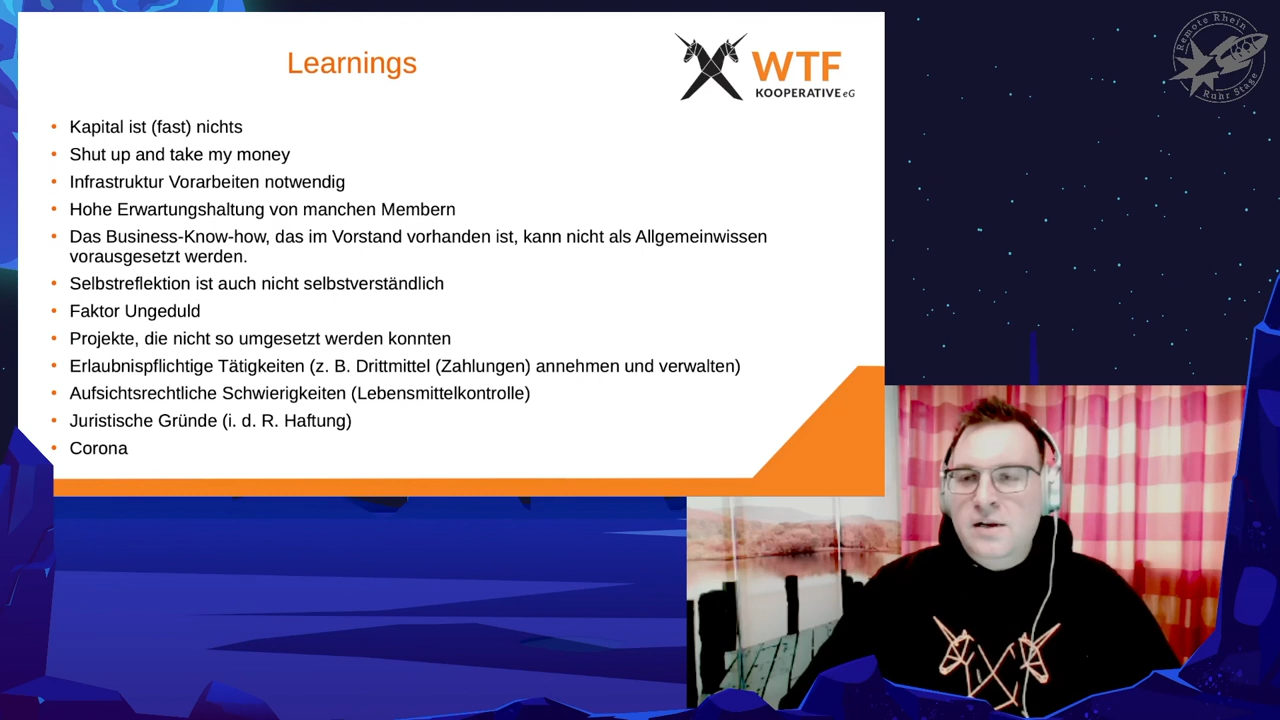 Learnings
WTF
KOOPERATIVE eG
Remote Rhein
Ruhr Stage
Kapital ist (fast) nichts
Shut up and take my money
Infrastruktur Vorarbeiten notwendig
Hohe Erwartungshaltung von manchen Membern
Das Business-Know-how, das im Vorstand vorhanden ist, kann nicht als Allgemeinwissen
vorausgesetzt werden.
Selbstreflektion ist auch nicht selbstverständlich
Faktor Ungeduld
Projekte, die nicht so umgesetzt werden konnten
Erlaubnispflichtige Tätigkeiten (z. B. Drittmittel (Zahlungen) annehmen und verwalten)
Aufsichtsrechtliche Schwierigkeiten (Lebensmittelkontrolle)
Juristische Gründe (i. d. R. Haftung)
Corona